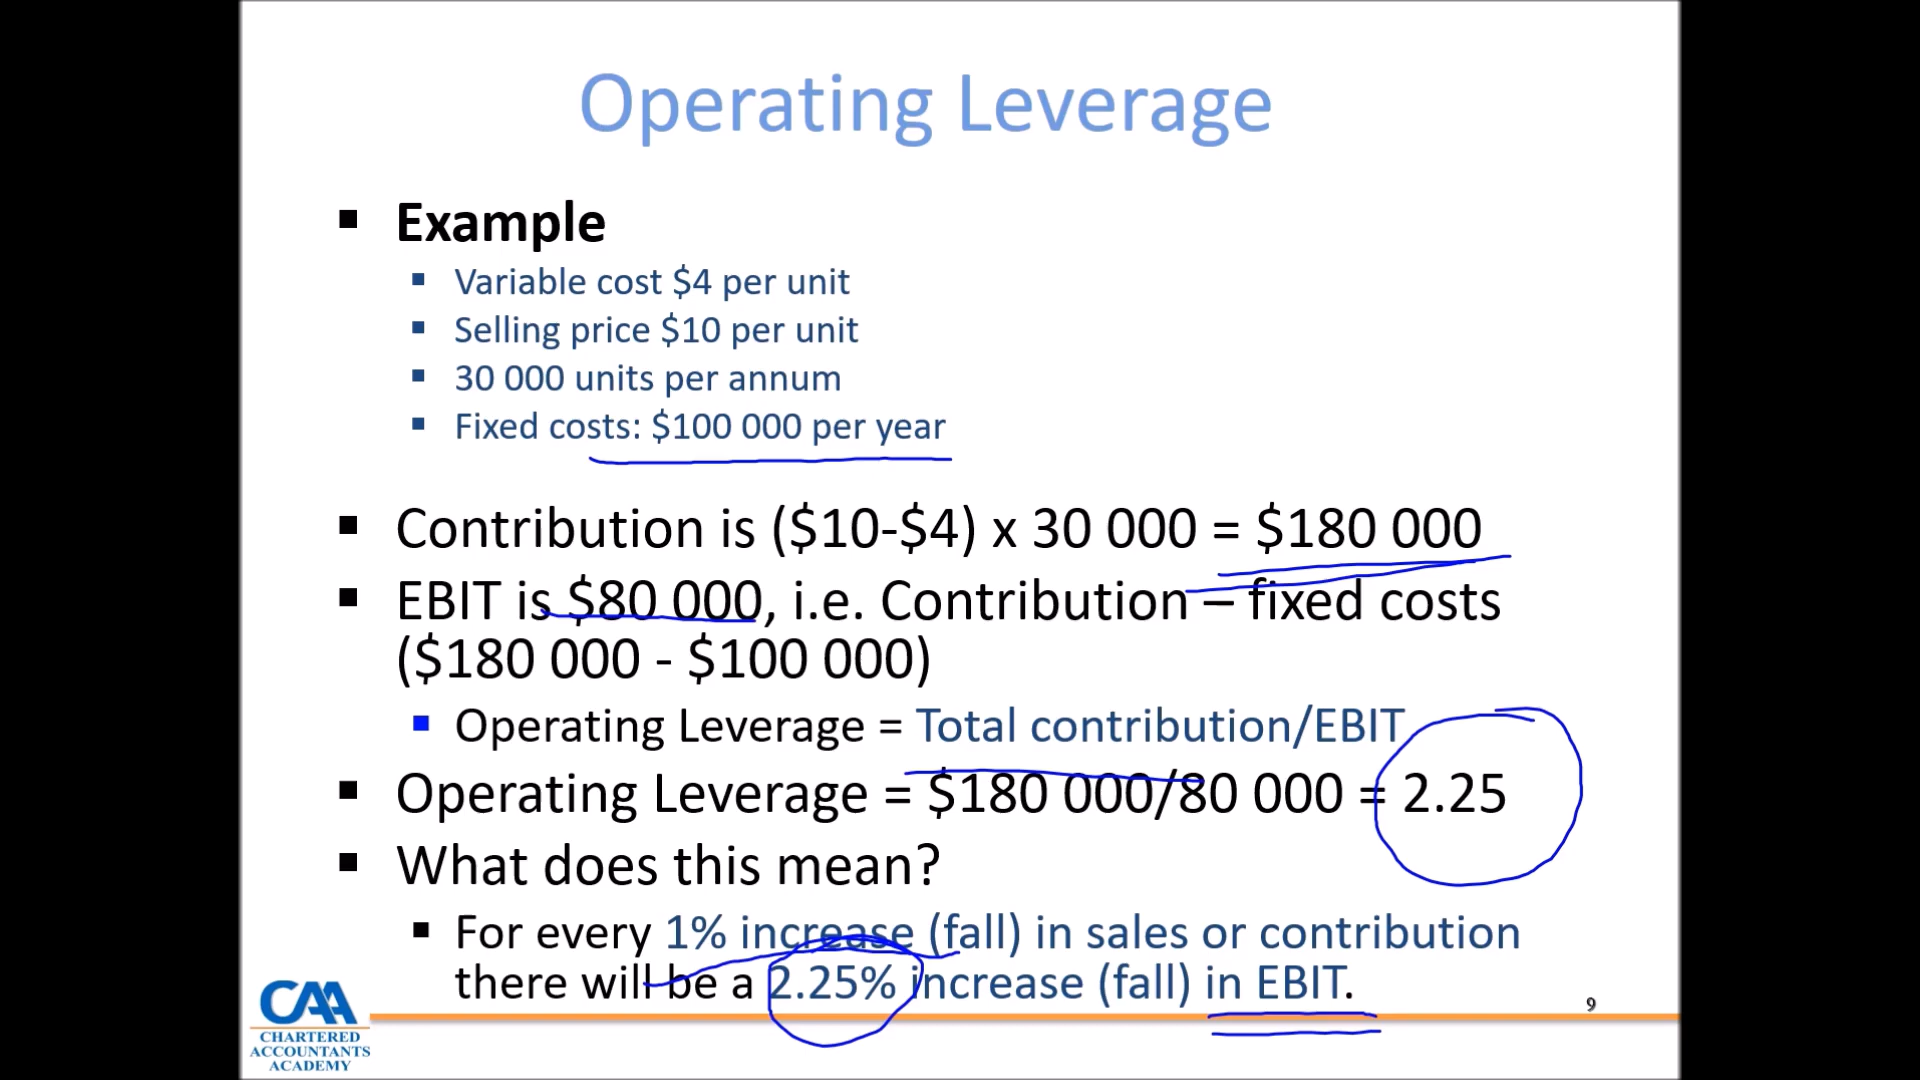 Operating Leverage
Example
Variable cost $4 per unit
Selling price $10 per unit
30 000 units per annum
Fixed costs: $100 000 per year
Contribution is ($10-$4) x 30 000 = $180 000
EBIT is $80 000, i.e. Contribution – fixed costs
($180 000 - $100 000)
Operating Leverage = Total contribution/EBIT
Operating Leverage = $180 000/80 000 = 2.25
What does this mean?
For every 1% increase (fall) in sales or contribution
there will be a 2.25% increase (fall) in EBIT.
9
CAA
CHARTERED
ACCOUNTANTS
ACADEMY